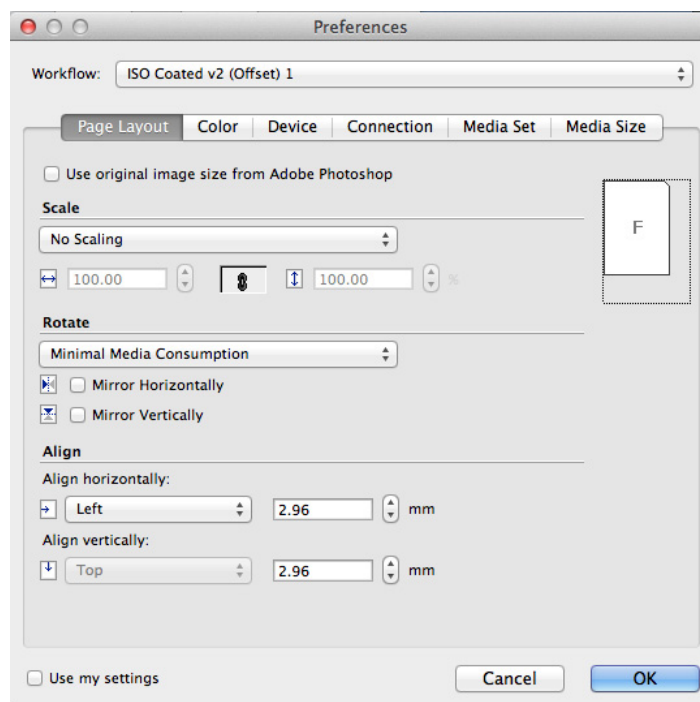 Preferences
Workflow: ISO Coated v2 (Offset) 1
Page Layout Color Device Connection Media Set Media Size
Use original image size from Adobe Photoshop
Scale
F
No Scaling
100.00 100.00 %
Rotate
Minimal Media Consumption
Mirror Horizontally
Mirror Vertically
Align
Align horizontally:
Left 2.96 mm
Align vertically:
Top 2.96 mm
Use my settings Cancel OK